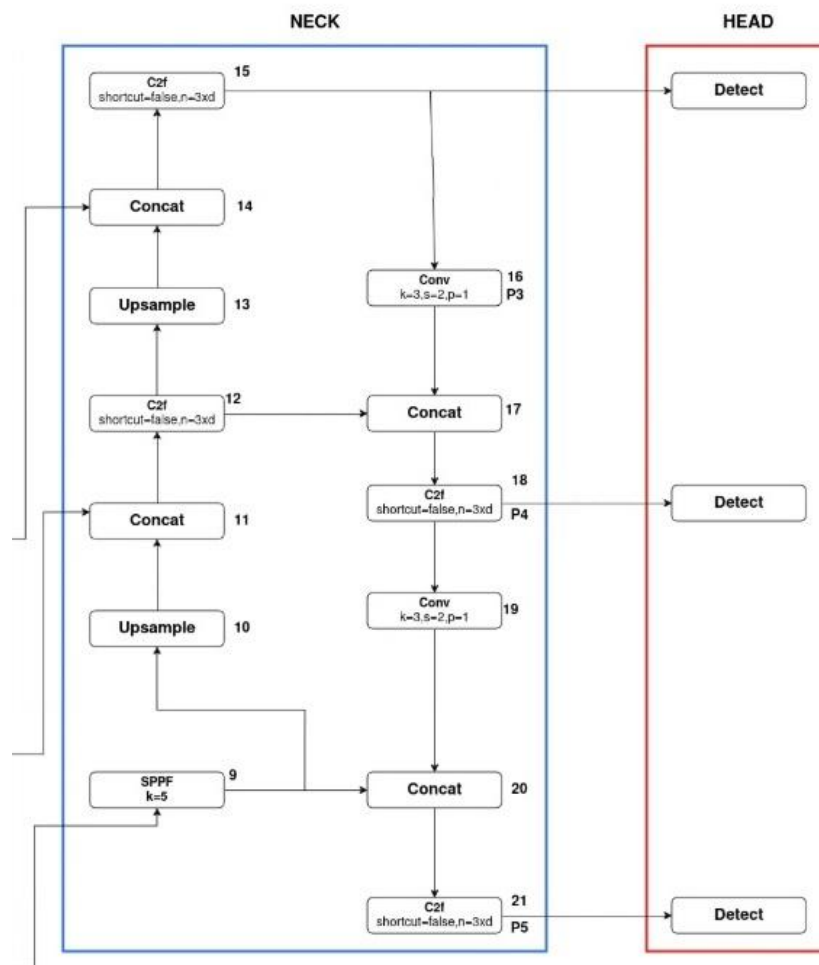 NECK
HEAD
C2f
shortcut=false,n=3xd
15
Detect
Concat
14
Conv
k=3,s=2,p=1
16
P3
Upsample
13
C2f
shortcut=false,n=3xd
12
Concat
17
C2f
shortcut=false,n=3xd
18
P4
Detect
Concat
11
Conv
k=3,s=2,p=1
19
Upsample
10
SPPF
k=5
9
Concat
20
C2f
shortcut=false,n=3xd
21
P5
Detect